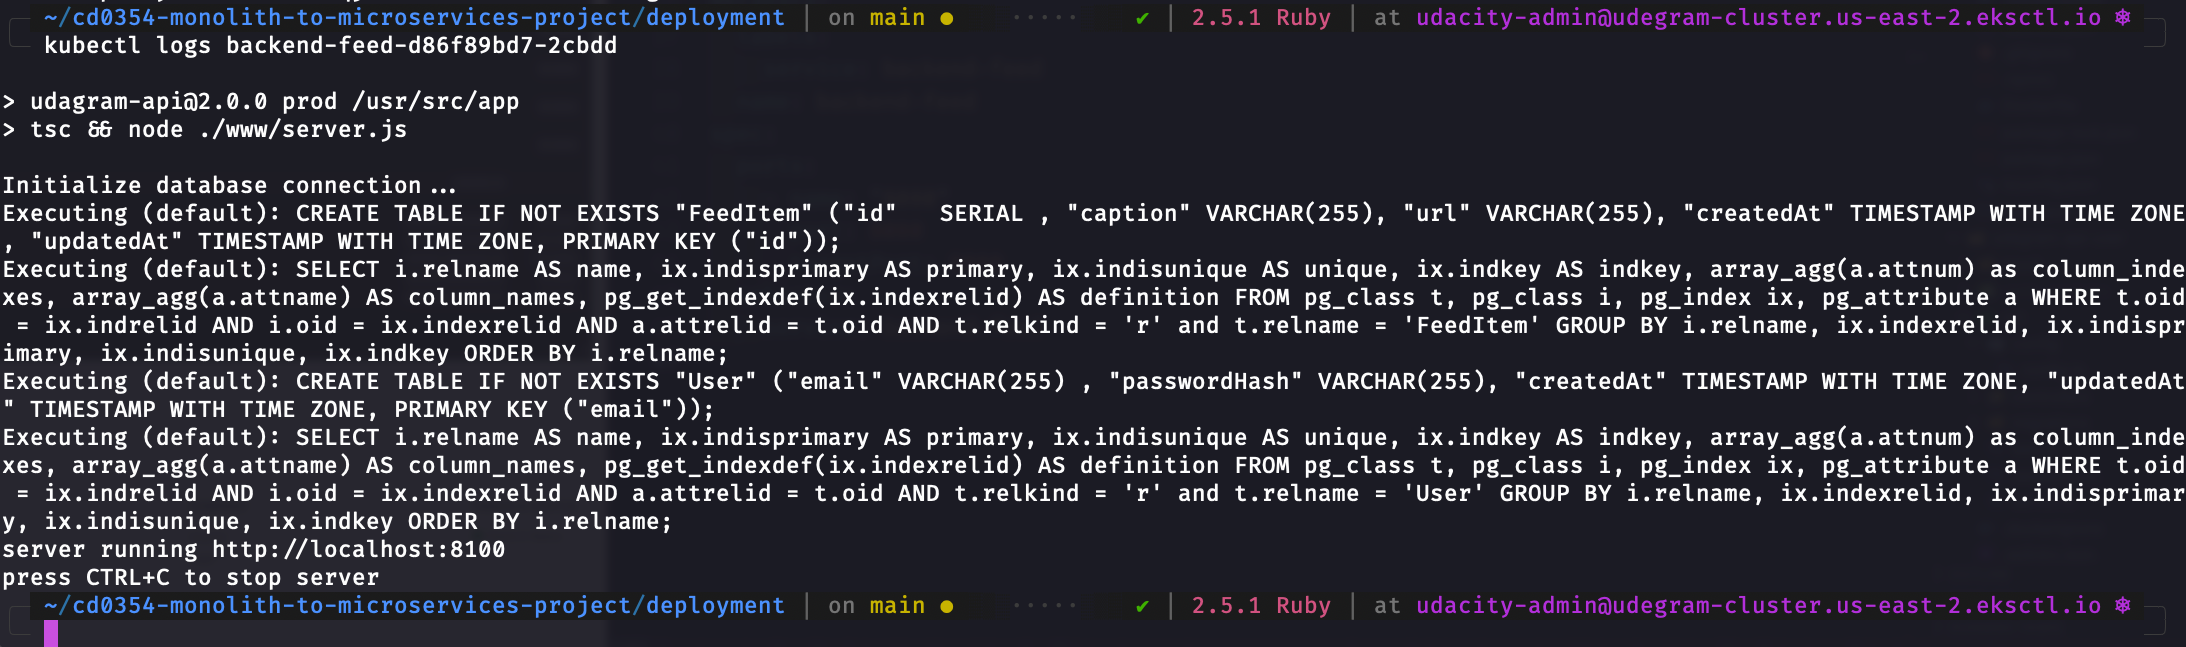 ~/cd0354-monolith-to-microservices-project/deployment | on main ● ····· ✔ | 2.5.1 Ruby | at udacity-admin@udegram-cluster.us-east-2.eksctl.io ⎈
kubectl logs backend-feed-d86f89bd7-2cbdd
> udagram-api@2.0.0 prod /usr/src/app
> tsc && node ./www/server.js
Initialize database connection...
Executing (default): CREATE TABLE IF NOT EXISTS "FeedItem" ("id"   SERIAL , "caption" VARCHAR(255), "url" VARCHAR(255), "createdAt" TIMESTAMP WITH TIME ZONE
, "updatedAt" TIMESTAMP WITH TIME ZONE, PRIMARY KEY ("id"));
Executing (default): SELECT i.relname AS name, ix.indisprimary AS primary, ix.indisunique AS unique, ix.indkey AS indkey, array_agg(a.attnum) as column_inde
xes, array_agg(a.attname) AS column_names, pg_get_indexdef(ix.indexrelid) AS definition FROM pg_class t, pg_class i, pg_index ix, pg_attribute a WHERE t.oid
 = ix.indrelid AND i.oid = ix.indexrelid AND a.attrelid = t.oid AND t.relkind = 'r' and t.relname = 'FeedItem' GROUP BY i.relname, ix.indexrelid, ix.indispr
imary, ix.indisunique, ix.indkey ORDER BY i.relname;
Executing (default): CREATE TABLE IF NOT EXISTS "User" ("email" VARCHAR(255) , "passwordHash" VARCHAR(255), "createdAt" TIMESTAMP WITH TIME ZONE, "updatedAt
" TIMESTAMP WITH TIME ZONE, PRIMARY KEY ("email"));
Executing (default): SELECT i.relname AS name, ix.indisprimary AS primary, ix.indisunique AS unique, ix.indkey AS indkey, array_agg(a.attnum) as column_inde
xes, array_agg(a.attname) AS column_names, pg_get_indexdef(ix.indexrelid) AS definition FROM pg_class t, pg_class i, pg_index ix, pg_attribute a WHERE t.oid
 = ix.indrelid AND i.oid = ix.indexrelid AND a.attrelid = t.oid AND t.relkind = 'r' and t.relname = 'User' GROUP BY i.relname, ix.indexrelid, ix.indisprimar
y, ix.indisunique, ix.indkey ORDER BY i.relname;
server running http://localhost:8100
press CTRL+C to stop server
~/cd0354-monolith-to-microservices-project/deployment | on main ● ····· ✔ | 2.5.1 Ruby | at udacity-admin@udegram-cluster.us-east-2.eksctl.io ⎈